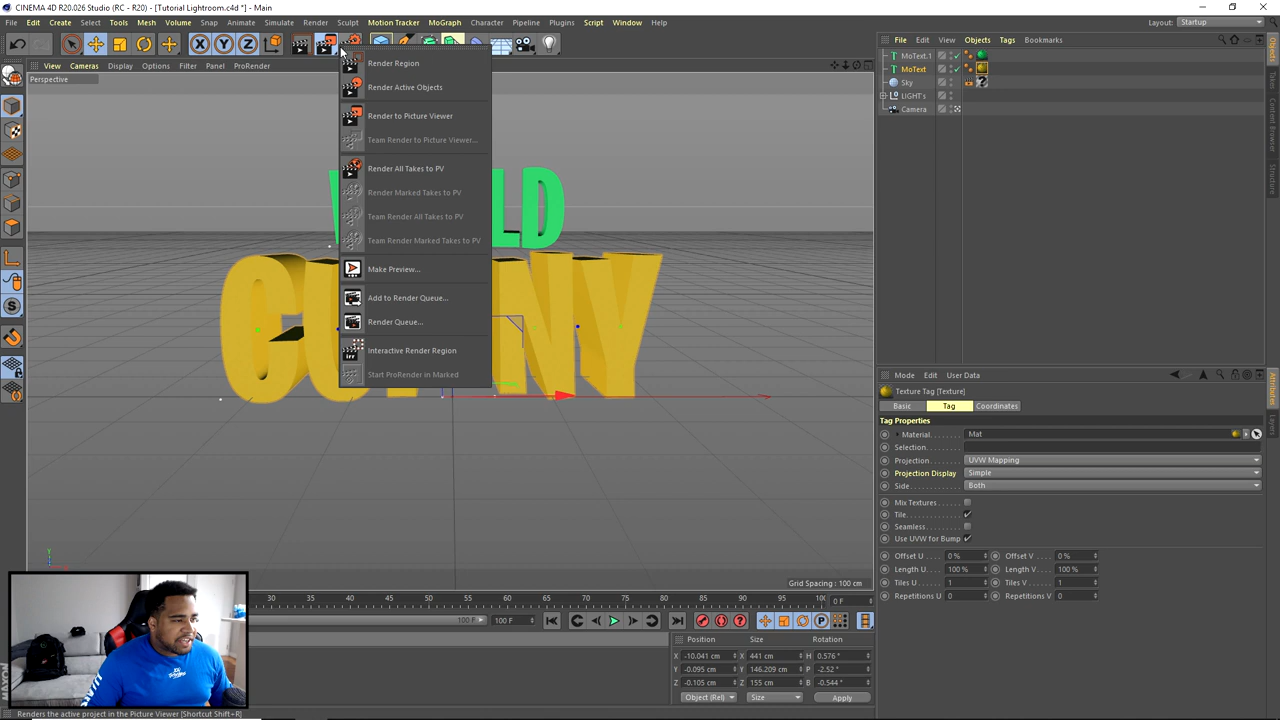 CINEMA 4D R20.026 Studio (RC - R20) - [Tutorial Lightroom.c4d *] - Main
File Edit Create Select Tools Mesh Volume Snap Animate Simulate Render Sculpt Motion Tracker MoGraph Character Pipeline Plugins Script Window Help
Layout: Startup
File Edit View Objects Tags Bookmarks
View Cameras Display Options Filter Panel ProRender
Perspective
Render Region
Render Active Objects
Render to Picture Viewer
Team Render to Picture Viewer...
Render All Takes to PV
Render Marked Takes to PV
Team Render All Takes to PV
Team Render Marked Takes to PV
Make Preview...
Add to Render Queue...
Render Queue...
Interactive Render Region
Start ProRender in Marked
MoText.1
MoText
Sky
LIGHT's
Camera
Objects
Takes
Content Browser
Structure
Mode Edit User Data
Attributes
Layers
Texture Tag [Texture]
Basic Tag Coordinates
Tag Properties
Material Mat
Selection
Projection UVW Mapping
Projection Display Simple
Side Both
Mix Textures
Tile
Seamless
Use UVW for Bump
Offset U 0 % Offset V 0 %
Length U 100 % Length V 100 %
Tiles U 1 Tiles V 1
Repetitions U 0 Repetitions V 0
Grid Spacing : 100 cm
30 35 40 45 50 55 60 65 70 75 80 85 90 95 100 0 F
100 F 100 F
Position Size Rotation
X -10.041 cm X 441 cm H 0.576 °
Y -0.095 cm Y 146.209 cm P -2.52 °
Z -0.105 cm Z 155 cm B -0.544 °
Object (Rel) Size Apply
Renders the active project in the Picture Viewer [Shortcut Shift+R]